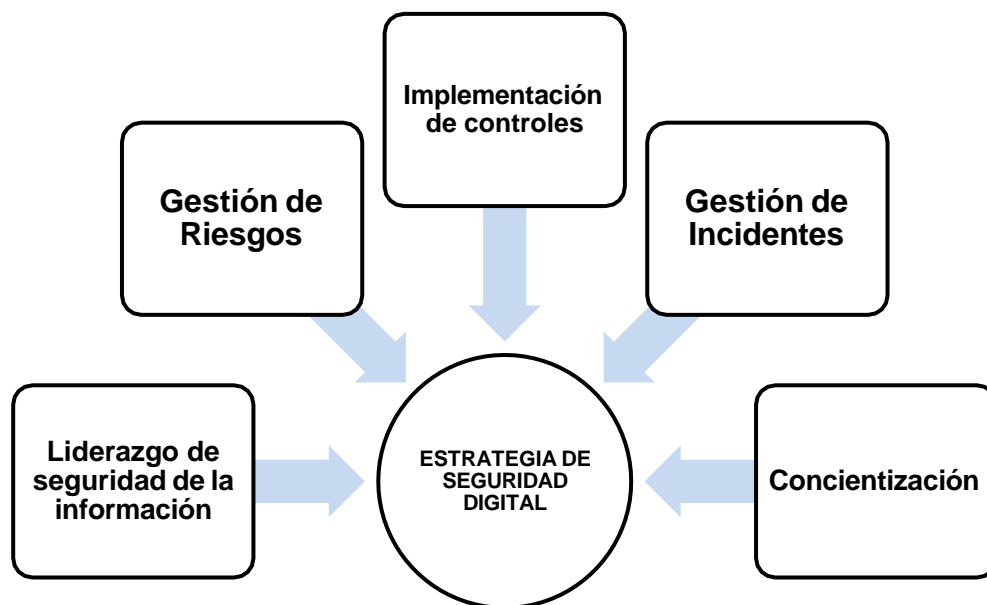 Implementación
de controles
Gestión de
Riesgos
Gestión de
Incidentes
Liderazgo de
seguridad de la
información
ESTRATEGIA DE
SEGURIDAD
DIGITAL
Concientización